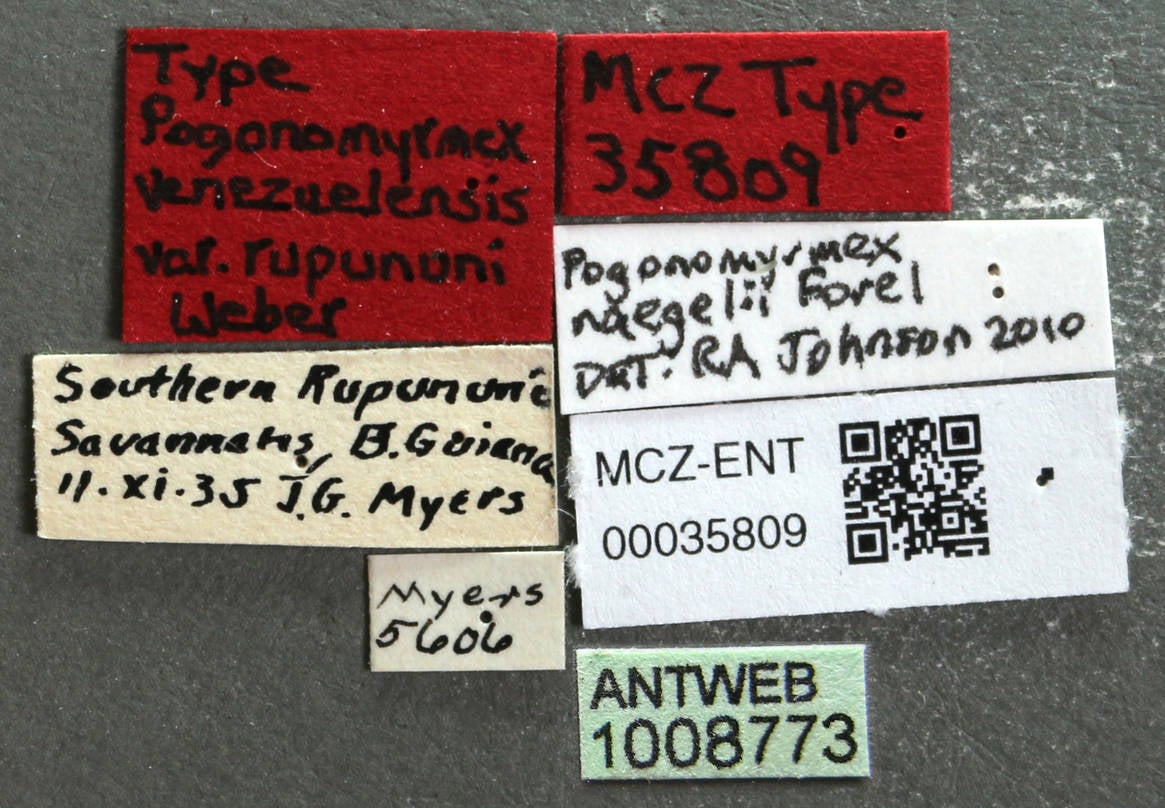 Type
Pogonomyrmex
venezuelensis
var. rupununi
Weber
MCZ Type
35809
Pogonomyrmex
naegelii Forel
Det: RA Johnson 2010
Southern Rupununi
Savannahs, B. Guiana
11.xi.35 J.G. Myers
MCZ-ENT
00035809
Myers
5606
ANTWEB
1008773